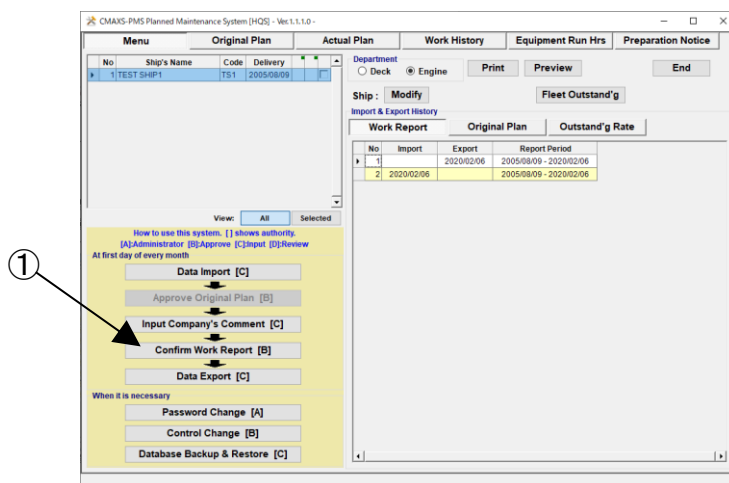 CMAXS-PMS Planned Maintenance System [HQS] - Ver.1.1.1.0 -
Menu Original Plan Actual Plan Work History Equipment Run Hrs Preparation Notice
No Ship's Name Code Delivery
1 TEST SHIP1 TS1 2005/08/09
Department
Deck Engine Print Preview End
Ship : Modify Fleet Outstand'g
Import & Export History
Work Report Original Plan Outstand'g Rate
No Import Export Report Period
1 2020/02/06 2005/08/09 - 2020/02/06
2 2020/02/06 2005/08/09 - 2020/02/06
View: All Selected
How to use this system. [ ] shows authority.
[A]:Administrator [B]:Approve [C]:Input [D]:Review
At first day of every month
①
Data Import [C]
Approve Original Plan [B]
Input Company's Comment [C]
Confirm Work Report [B]
Data Export [C]
When it is necessary
Password Change [A]
Control Change [B]
Database Backup & Restore [C]